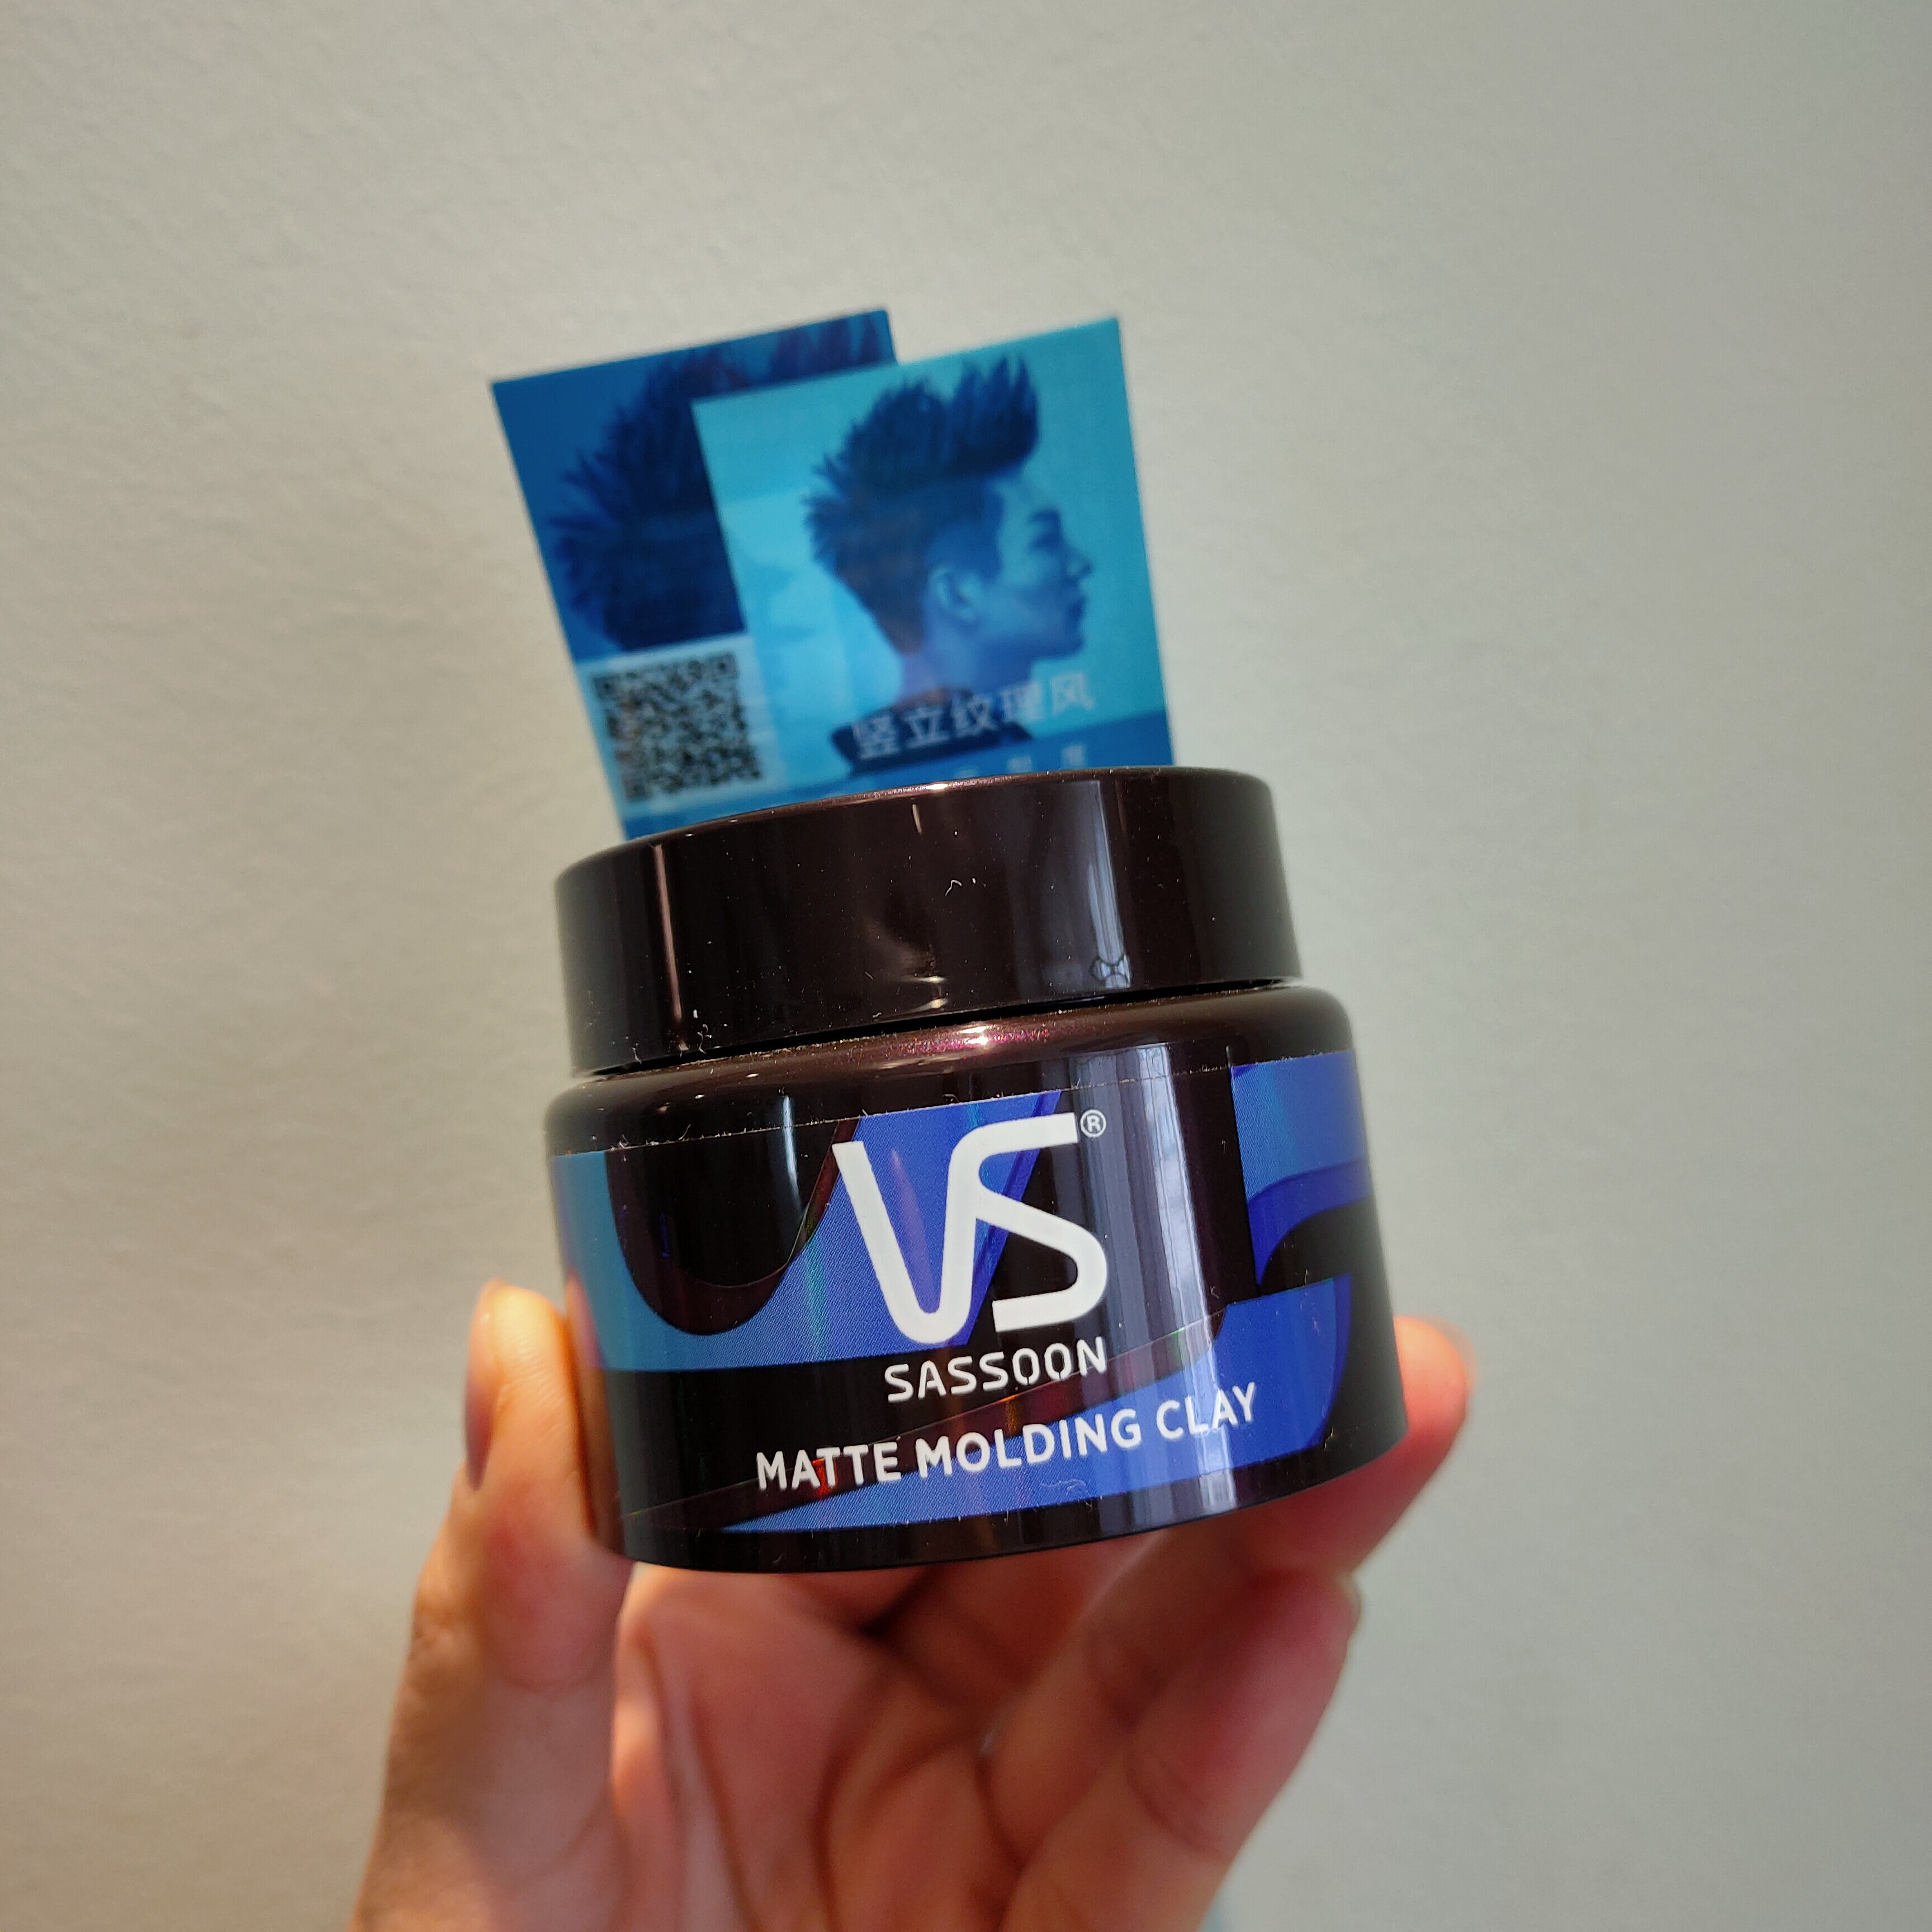 竖立纹理风
VS®
SASSOON
MATTE MOLDING CLAY